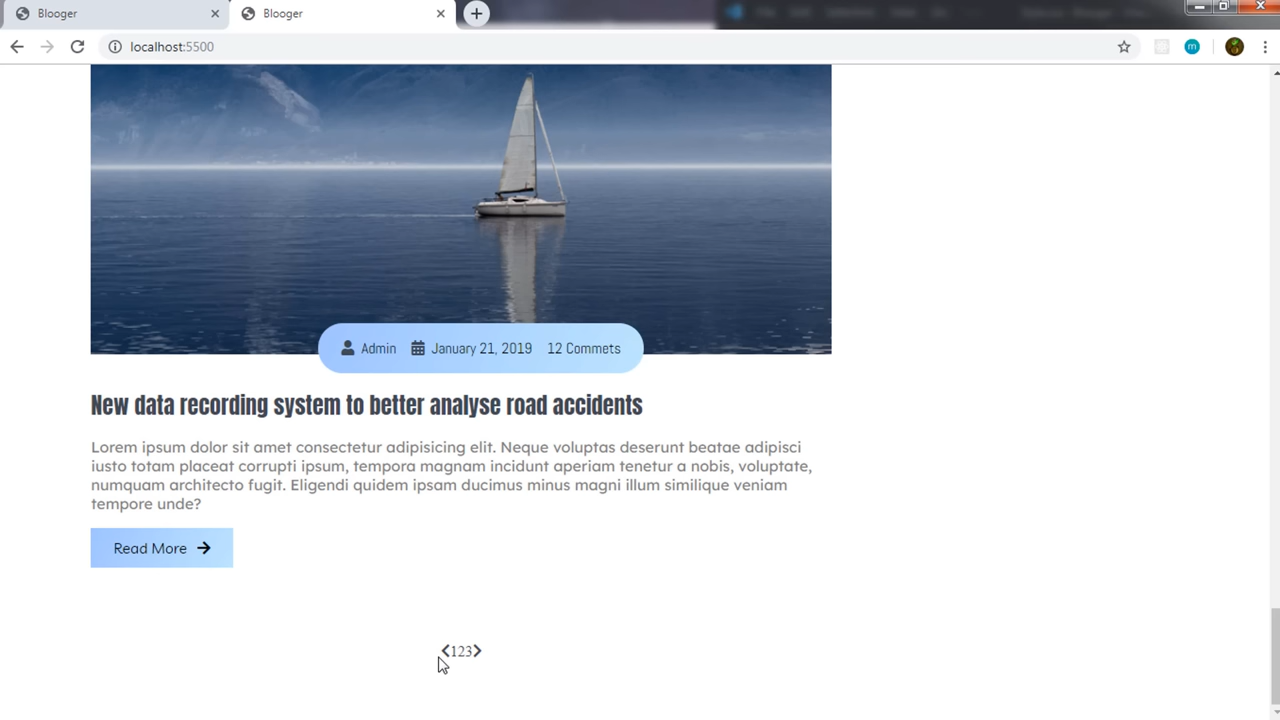 Blooger
Blooger
localhost:5500
m
Admin January 21, 2019 12 Commets
New data recording system to better analyse road accidents
Lorem ipsum dolor sit amet consectetur adipisicing elit. Neque voluptas deserunt beatae adipisci
iusto totam placeat corrupti ipsum, tempora magnam incidunt aperiam tenetur a nobis, voluptate,
numquam architecto fugit. Eligendi quidem ipsam ducimus minus magni illum similique veniam
tempore unde?
Read More
123